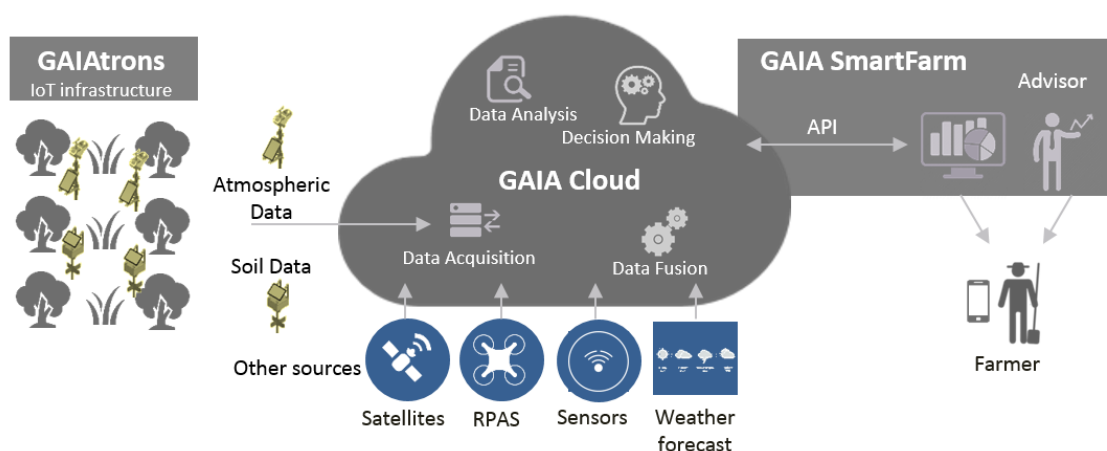 GAIAtrons
IoT infrastructure
Atmospheric
Data
Soil Data
Other sources
Data Analysis
Decision Making
GAIA Cloud
Data Acquisition
Data Fusion
Satellites
RPAS
Sensors
Weather
forecast
GAIA SmartFarm
Advisor
API
Farmer